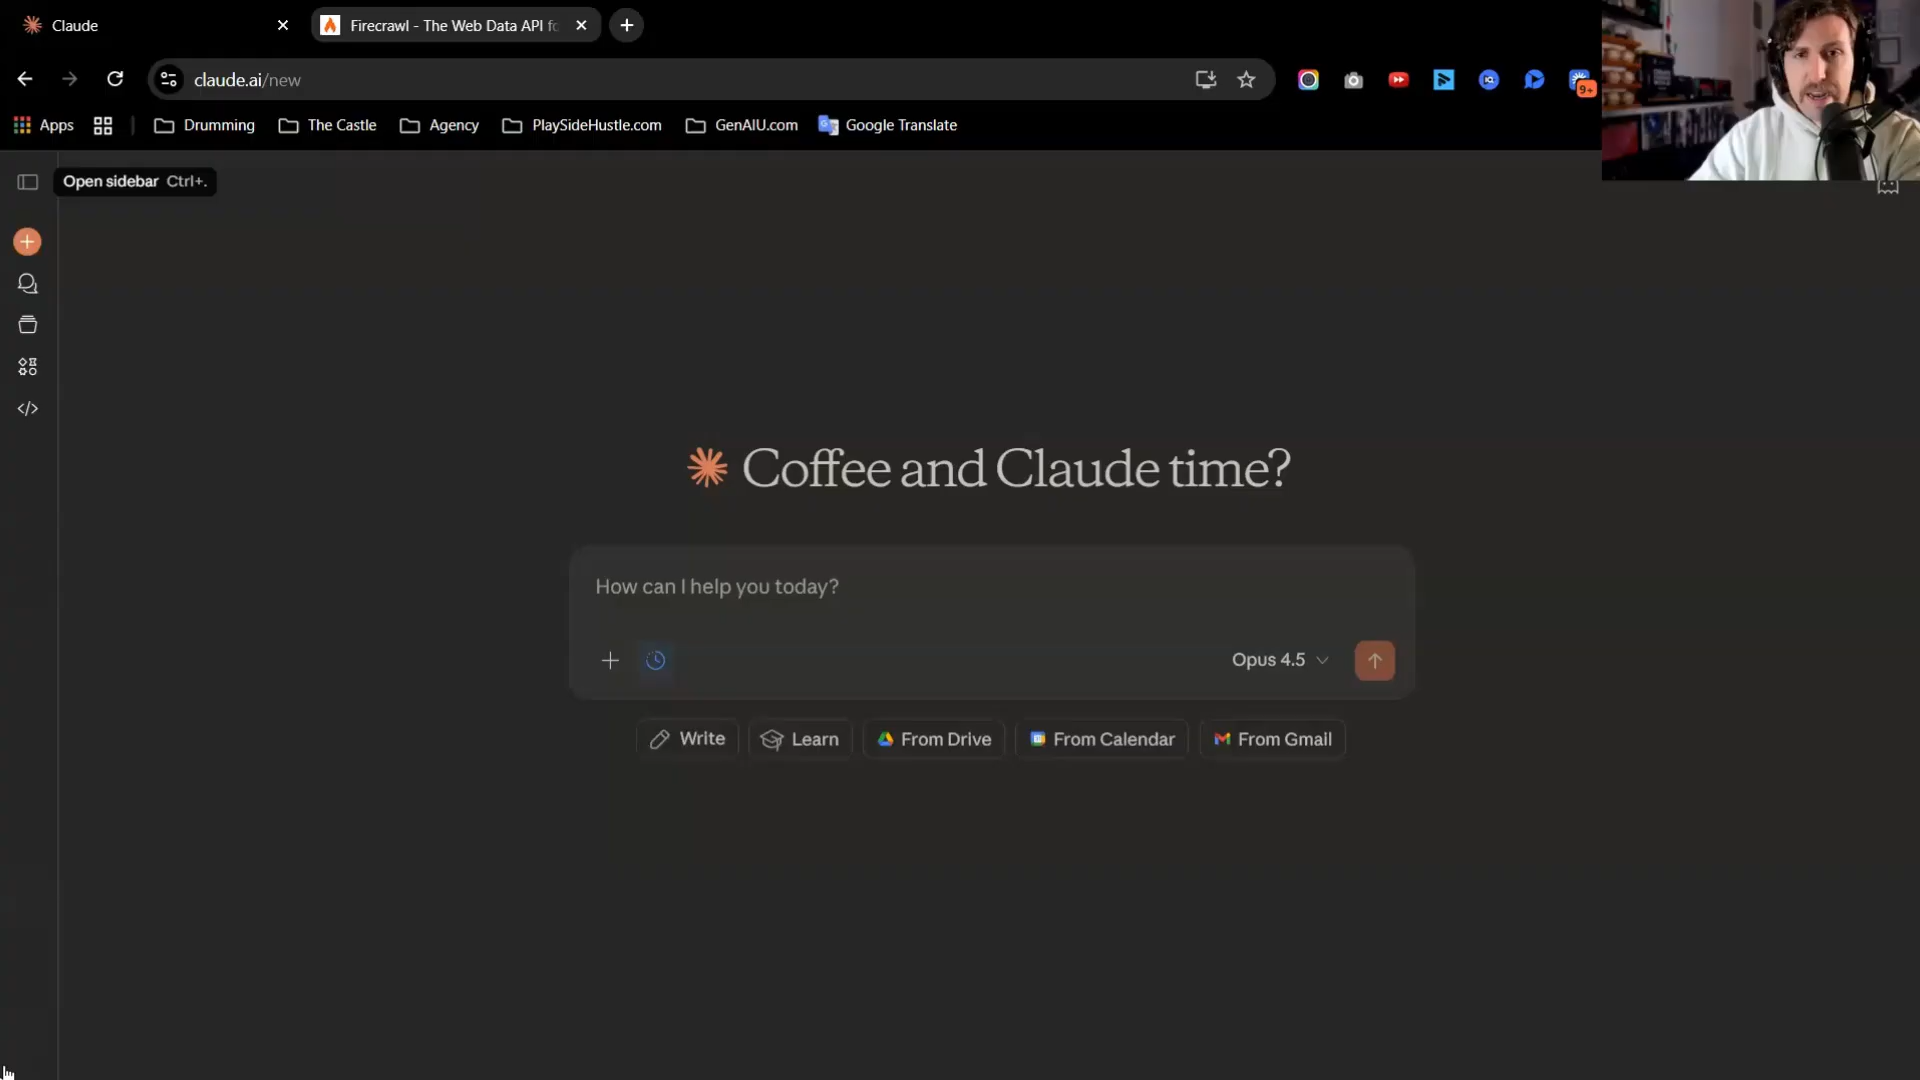 Claude
Firecrawl - The Web Data API fo
claude.ai/new
9+
Apps
Drumming
The Castle
Agency
PlaySideHustle.com
GenAIU.com
Google Translate
Open sidebar Ctrl+.
Coffee and Claude time?
How can I help you today?
Opus 4.5
Write
Learn
From Drive
From Calendar
From Gmail